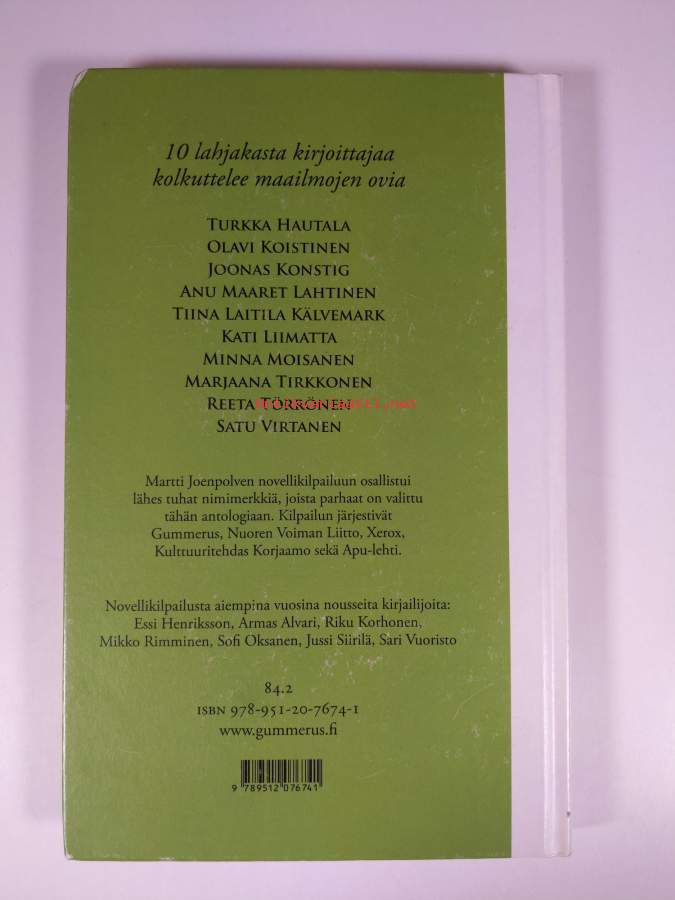 10 lahjakasta kirjoittajaa
kolkuttelee maailmojen ovia
TURKKA HAUTALA
OLAVI KOISTINEN
JOONAS KONSTIG
ANU MAARET LAHTINEN
TIINA LAITILA KÄLVEMARK
KATI LIIMATTA
MINNA MOISANEN
MARJAANA TIRKKONEN
REETA TÖRRÖNEN
SATU VIRTANEN
Martti Joenpolven novellikilpailuun osallistui
lähes tuhat nimimerkkiä, joista parhaat on valittu
tähän antologiaan. Kilpailun järjestivät
Gummerus, Nuoren Voiman Liitto, Xerox,
Kulttuuritehdas Korjaamo sekä Apu-lehti.
Novellikilpailusta aiempina vuosina nousseita kirjailijoita:
Essi Henriksson, Armas Alvari, Riku Korhonen,
Mikko Rimminen, Sofi Oksanen, Jussi Siirilä, Sari Vuoristo
84.2
ISBN 978-951-20-7674-1
www.gummerus.fi
9 789512 076741